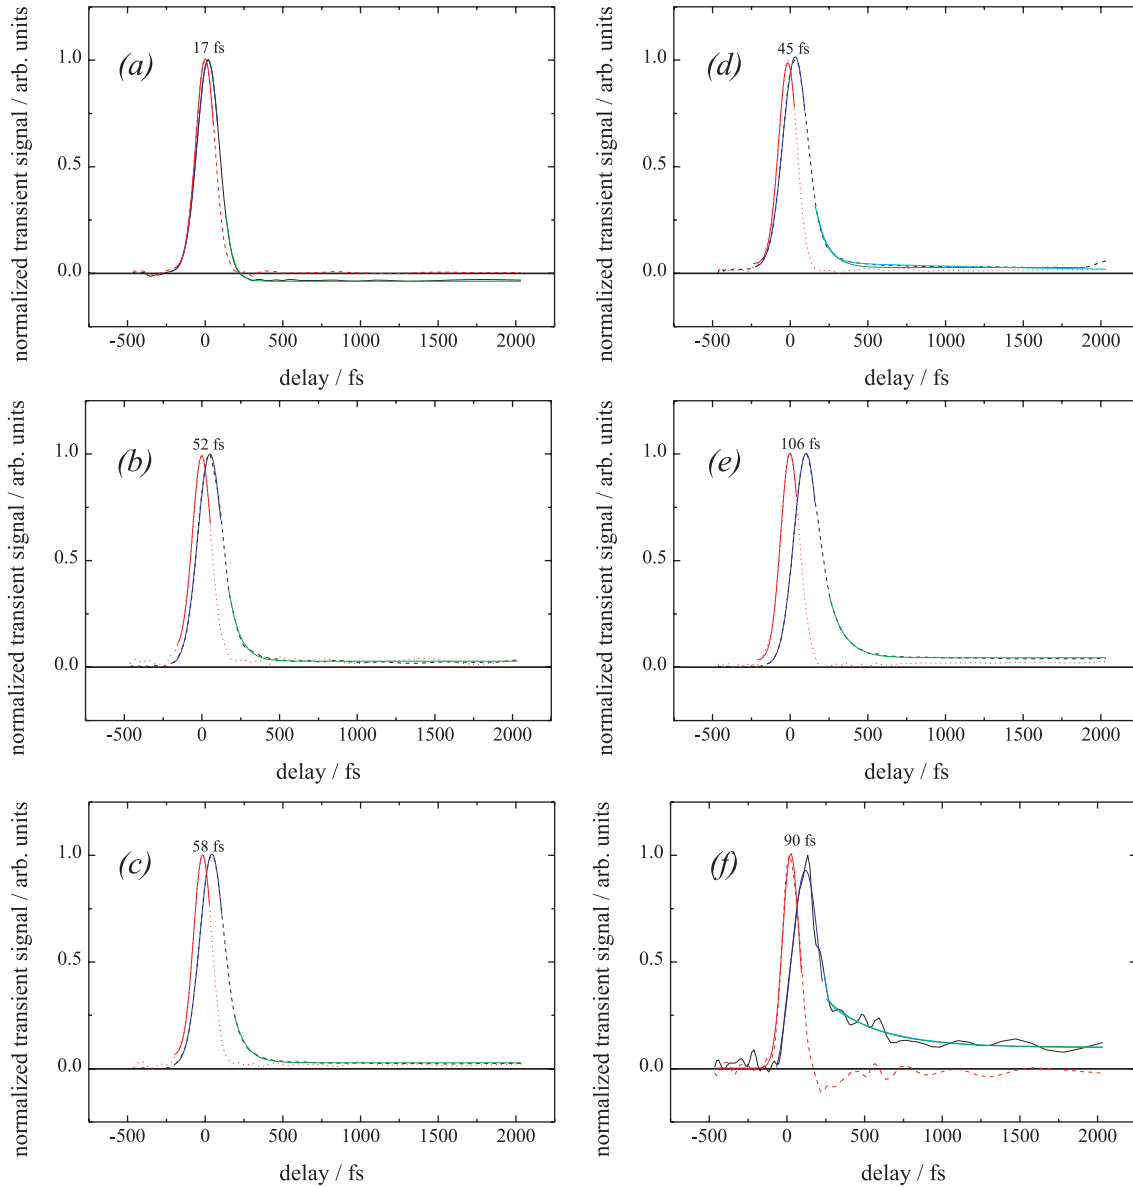 (a)
17 fs
normalized transient signal / arb. units
1.0
0.5
0.0
-500 0 500 1000 1500 2000
delay / fs
(d)
45 fs
normalized transient signal / arb. units
1.0
0.5
0.0
-500 0 500 1000 1500 2000
delay / fs
(b)
52 fs
normalized transient signal / arb. units
1.0
0.5
0.0
-500 0 500 1000 1500 2000
delay / fs
(e)
106 fs
normalized transient signal / arb. units
1.0
0.5
0.0
-500 0 500 1000 1500 2000
delay / fs
(c)
58 fs
normalized transient signal / arb. units
1.0
0.5
0.0
-500 0 500 1000 1500 2000
delay / fs
(f)
90 fs
normalized transient signal / arb. units
1.0
0.5
0.0
-500 0 500 1000 1500 2000
delay / fs